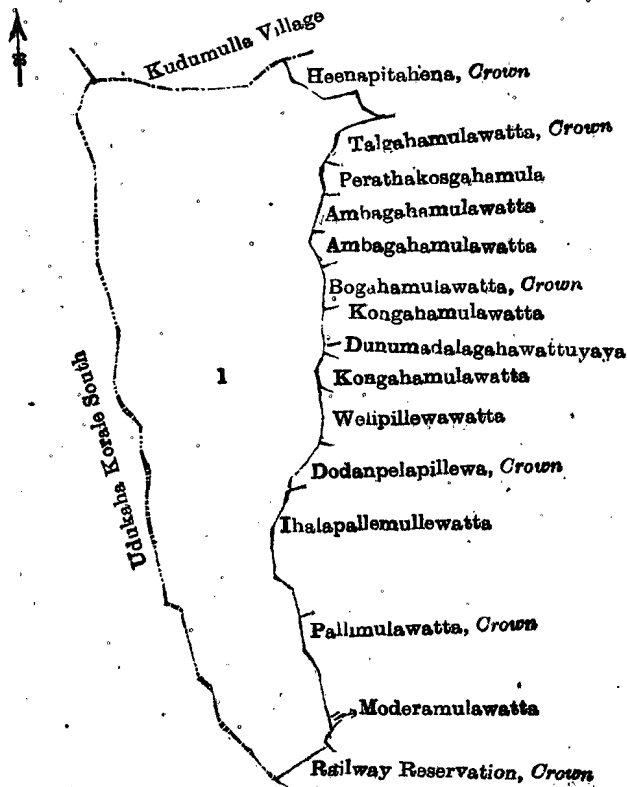 Kudumulla Village
Heenapitahena, Crown
Talgahamulawatta, Crown
Perathakosgahamula
Ambagahamulawatta
Ambagahamulawatta
Bogahamulawatta, Crown
Kongahamulawatta
Dunumadalagahawattuyaya
1
Kongahamulawatta
Welipillewawatta
Udukaha Korale South
Dodanpelapillewa, Crown
Ihalapallemullewatta
Pallimulawatta, Crown
Moderamulawatta
Railway Reservation, Crown